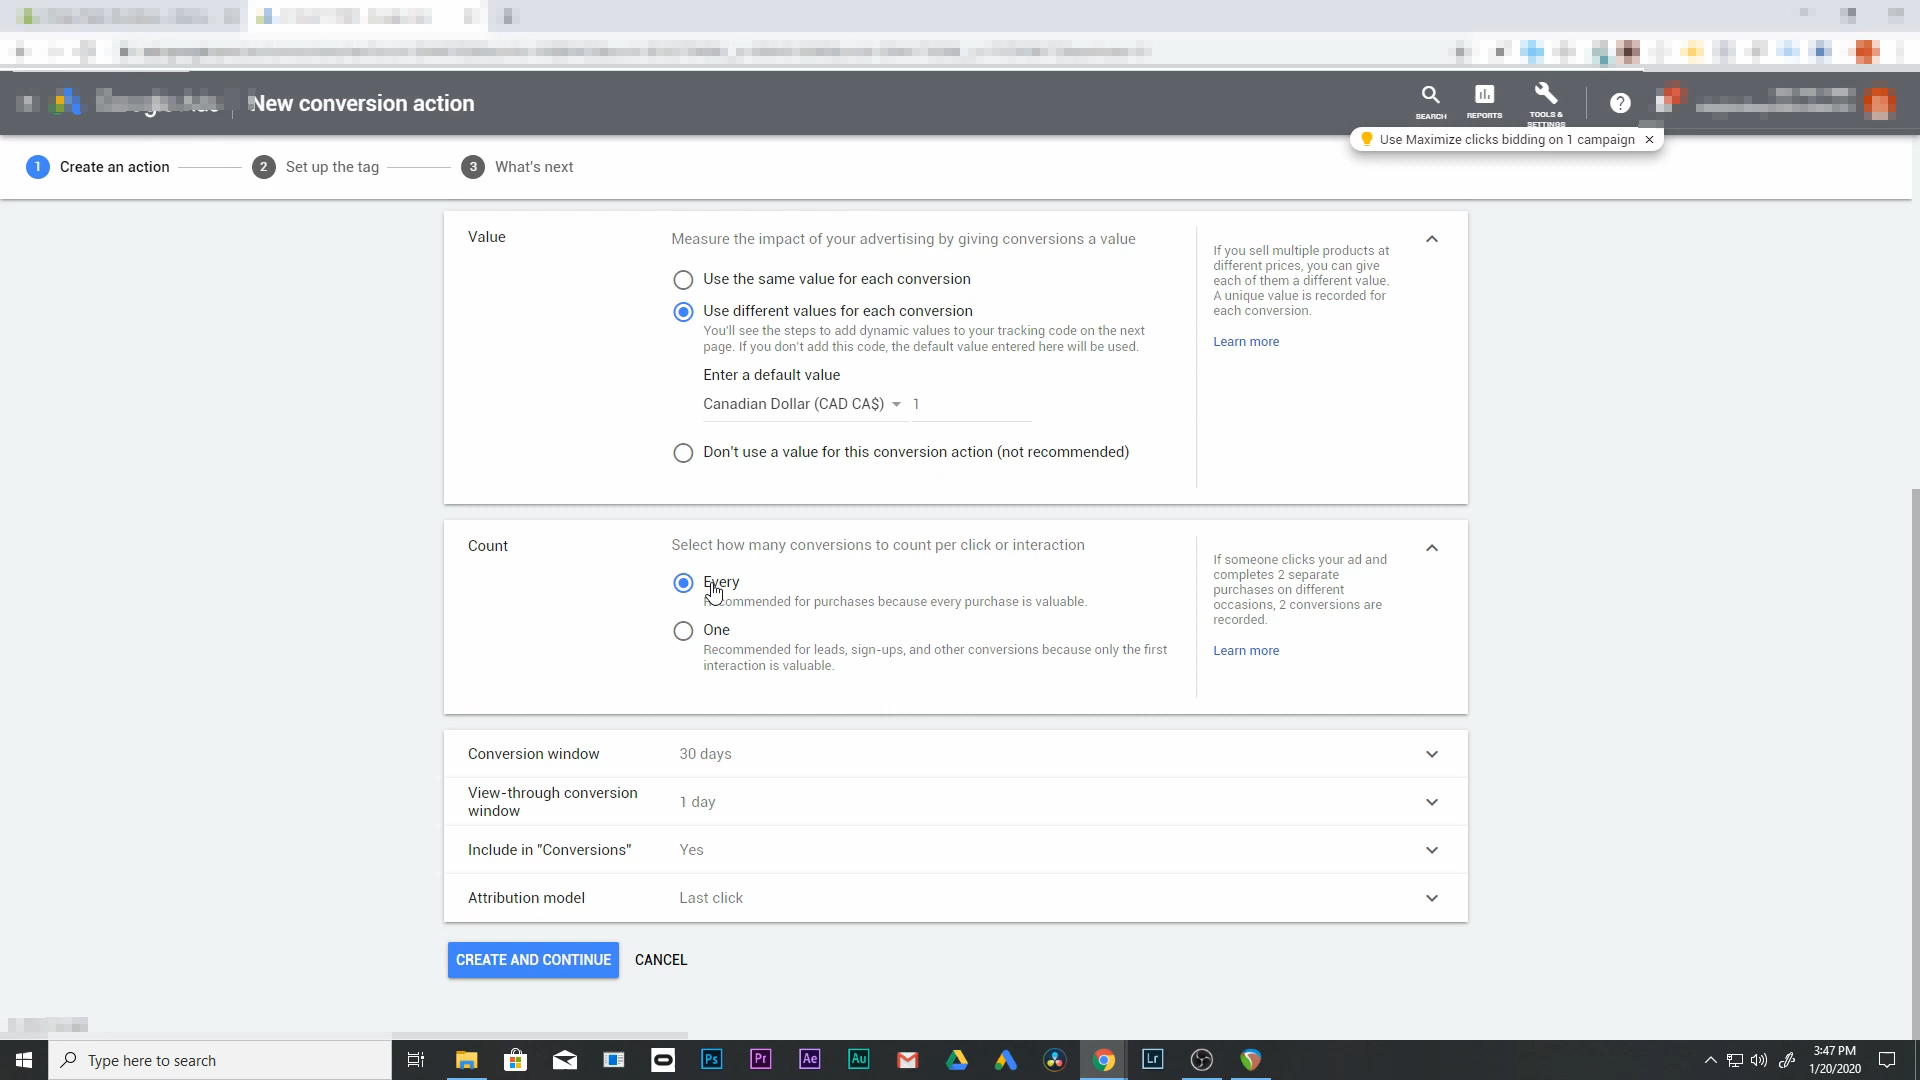 New conversion action
SEARCH
REPORTS
TOOLS &
SETTINGS
?
Use Maximize clicks bidding on 1 campaign
1 Create an action
2 Set up the tag
3 What's next
Value
Measure the impact of your advertising by giving conversions a value
Use the same value for each conversion
Use different values for each conversion
You'll see the steps to add dynamic values to your tracking code on the next
page. If you don't add this code, the default value entered here will be used.
Enter a default value
Canadian Dollar (CAD CA$) 1
Don't use a value for this conversion action (not recommended)
If you sell multiple products at
different prices, you can give
each of them a different value.
A unique value is recorded for
each conversion.
Learn more
Count
Select how many conversions to count per click or interaction
Every
Recommended for purchases because every purchase is valuable.
One
Recommended for leads, sign-ups, and other conversions because only the first
interaction is valuable.
If someone clicks your ad and
completes 2 separate
purchases on different
occasions, 2 conversions are
recorded.
Learn more
Conversion window 30 days
View-through conversion
window
1 day
Include in "Conversions" Yes
Attribution model Last click
CREATE AND CONTINUE CANCEL
Type here to search
Ps
Pr
Ae
Au
Lr
3:47 PM
1/20/2020